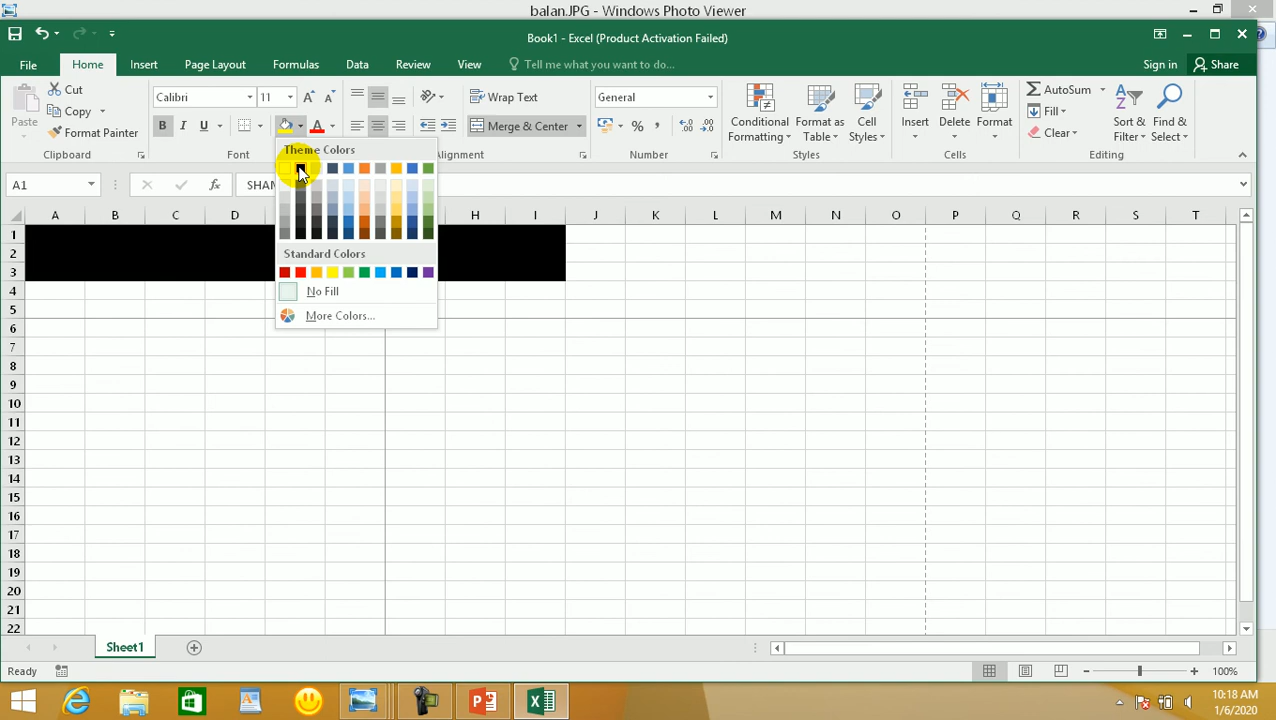 balanJPG - Windows Photo Viewer
Book1 - Excel (Product Activation Failed)
File Home Insert Page Layout Formulas Data Review View Tell me what you want to do... Sign in Share
Paste Cut Copy Format Painter
Calibri 11
B I U
Wrap Text
Merge & Center
General
% ,
Conditional Formatting Format as Table Cell Styles
Insert Delete Format
AutoSum Fill Clear
Sort & Filter Find & Select
Clipboard Font Alignment Number Styles Cells Editing
A1 fx SHAM
Theme Colors
Standard Colors
No Fill
More Colors...
A B C D H I J K L M N O P Q R S T
1
2
3
4
5
6
7
8
9
10
11
12
13
14
15
16
17
18
19
20
21
22
Sheet1
Ready 100%
10:18 AM
1/6/2020